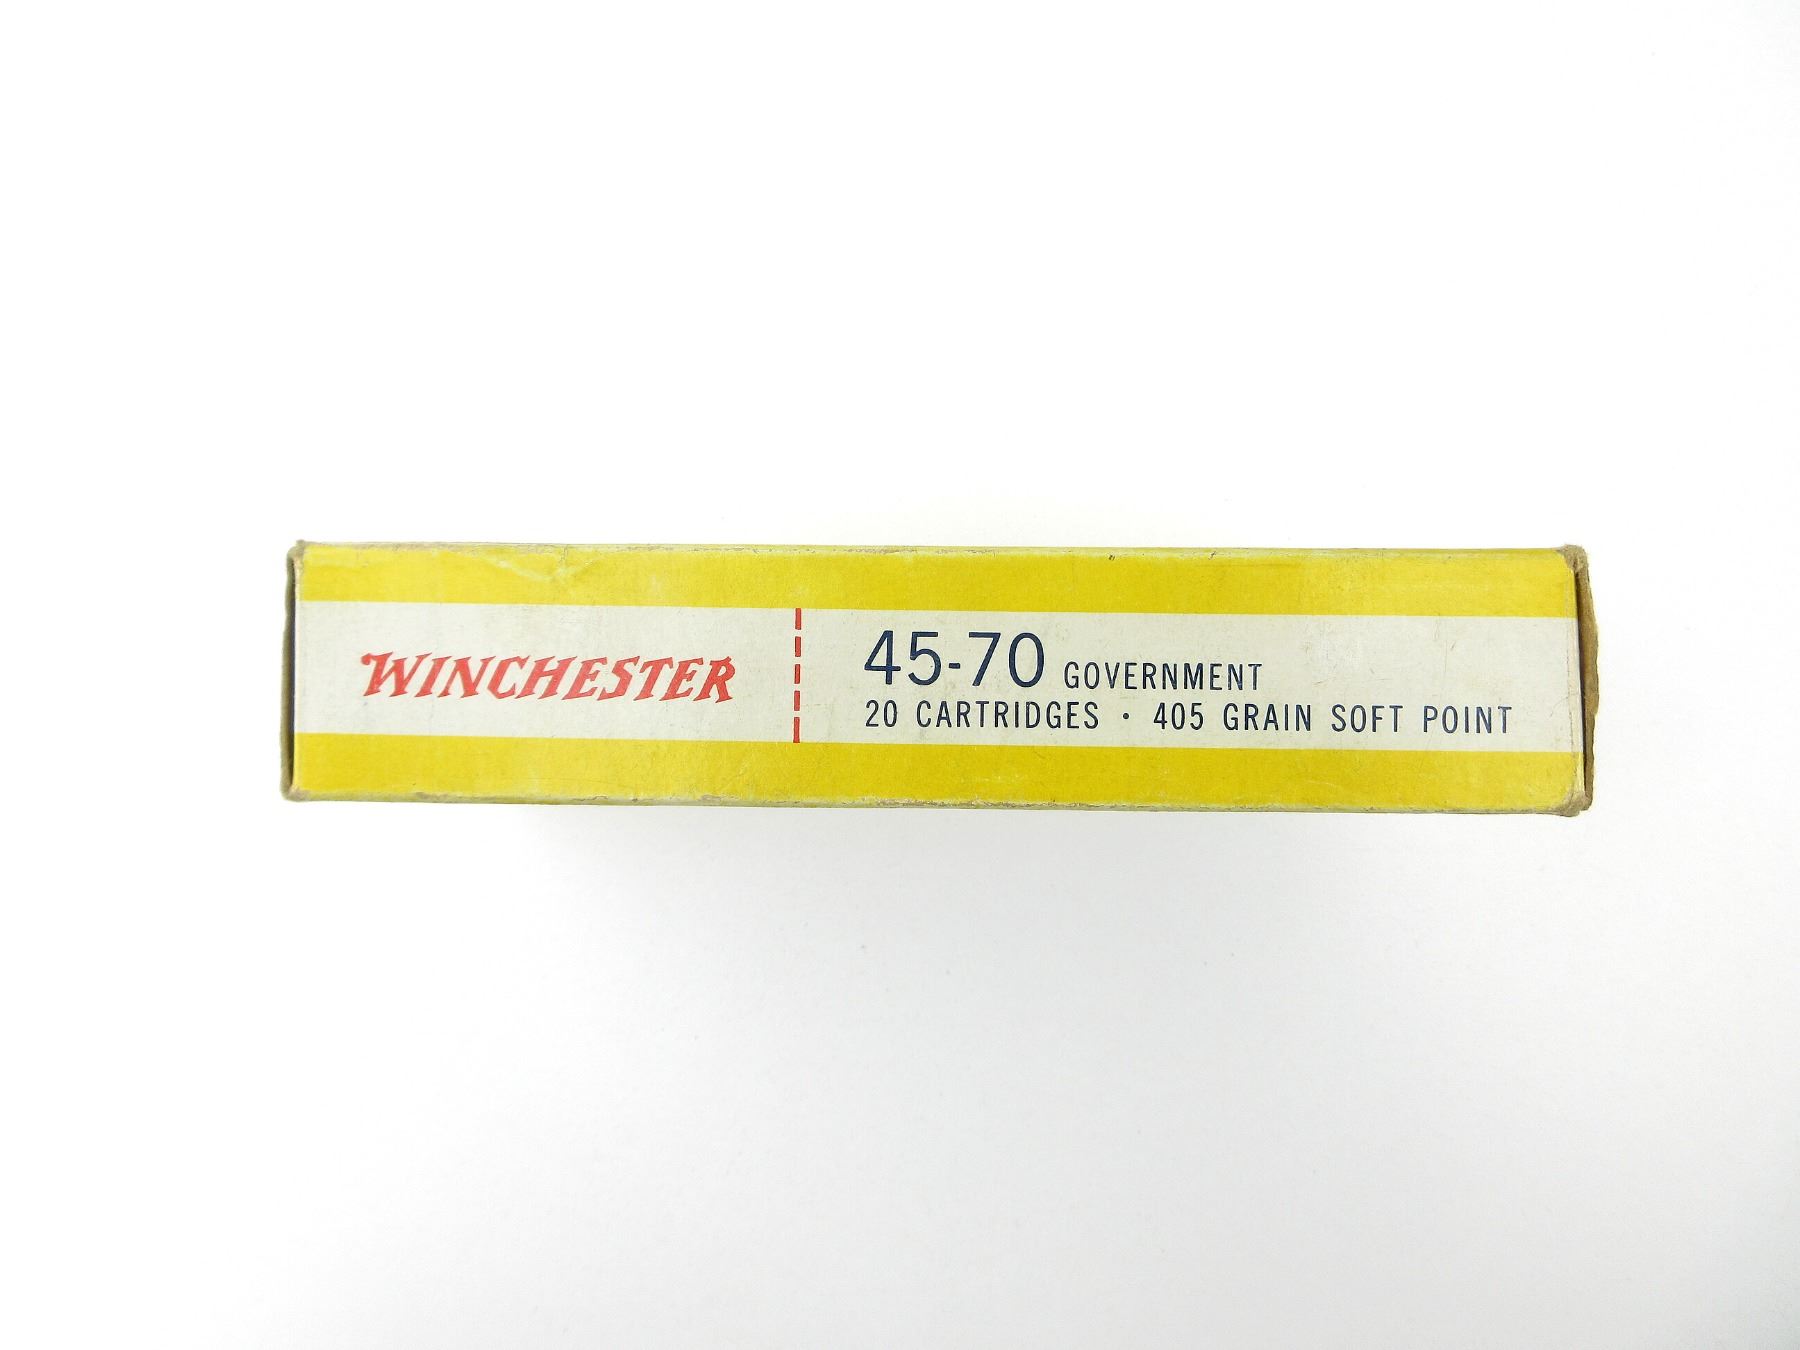 WINCHESTER
45-70 GOVERNMENT
20 CARTRIDGES · 405 GRAIN SOFT POINT